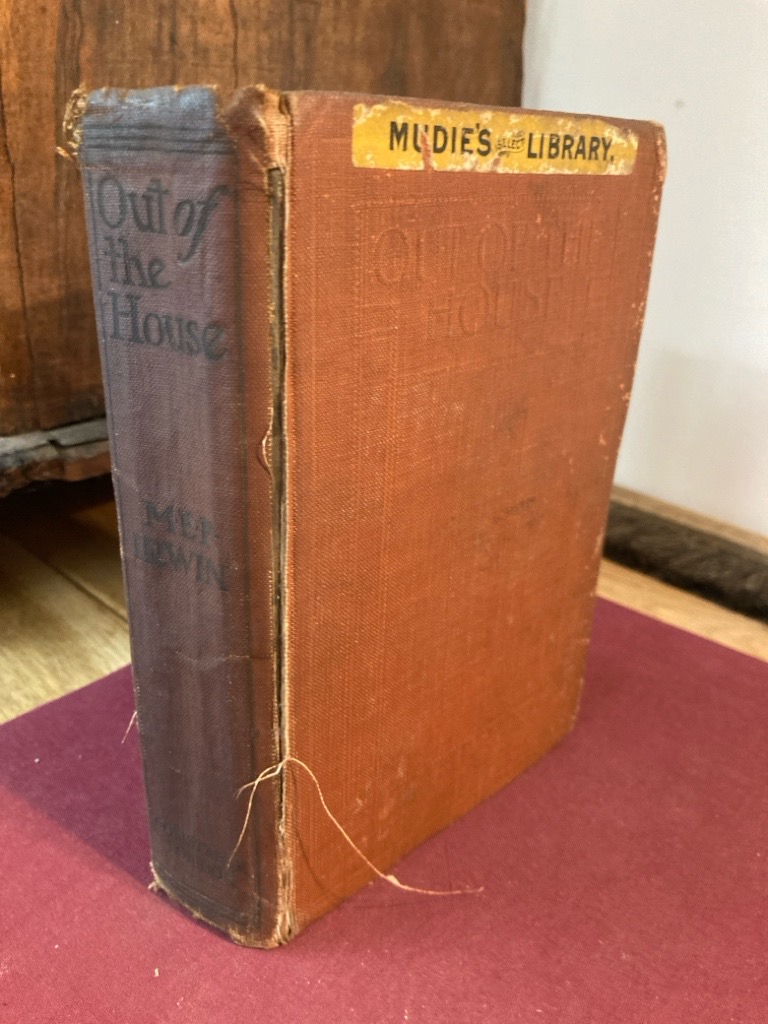 Out of
the
House
M.E.F.
IRWIN
MUDIE'S SELECT LIBRARY.
OUT OF THE
HOUSE